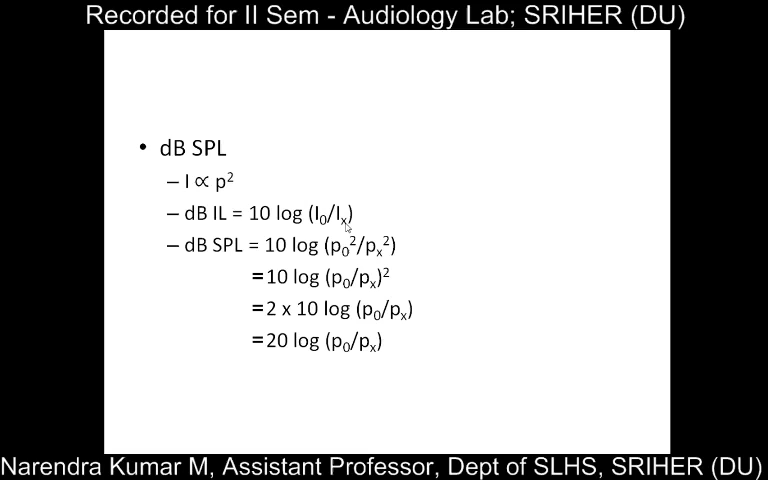 Recorded for II Sem - Audiology Lab; SRIHER (DU)
• dB SPL
– I ∝ p²
– dB IL = 10 log (I₀/Iₓ)
– dB SPL = 10 log (p₀²/pₓ²)
=10 log (p₀/pₓ)²
=2 x 10 log (p₀/pₓ)
=20 log (p₀/pₓ)
Narendra Kumar M, Assistant Professor, Dept of SLHS, SRIHER (DU)